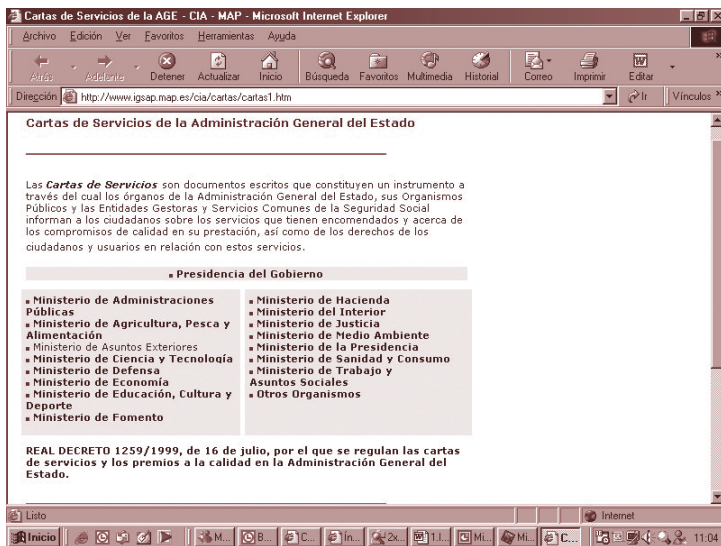 Cartas de Servicios de la AGE - CIA - MAP - Microsoft Internet Explorer
Archivo Edición Ver Favoritos Herramientas Ayuda
Atrás Adelante Detener Actualizar Inicio Búsqueda Favoritos Multimedia Historial Correo Imprimir Editar
Dirección http://www.igsap.map.es/cia/cartas/cartas1.htm Ir Vínculos
Cartas de Servicios de la Administración General del Estado
Las Cartas de Servicios son documentos escritos que constituyen un instrumento a
través del cual los órganos de la Administración General del Estado, sus Organismos
Públicos y las Entidades Gestoras y Servicios Comunes de la Seguridad Social
informan a los ciudadanos sobre los servicios que tienen encomendados y acerca de
los compromisos de calidad en su prestación, así como de los derechos de los
ciudadanos y usuarios en relación con estos servicios.
Presidencia del Gobierno
Ministerio de Administraciones
Públicas
Ministerio de Agricultura, Pesca y
Alimentación
Ministerio de Asuntos Exteriores
Ministerio de Ciencia y Tecnología
Ministerio de Defensa
Ministerio de Economía
Ministerio de Educación, Cultura y
Deporte
Ministerio de Fomento
Ministerio de Hacienda
Ministerio del Interior
Ministerio de Justicia
Ministerio de Medio Ambiente
Ministerio de la Presidencia
Ministerio de Sanidad y Consumo
Ministerio de Trabajo y
Asuntos Sociales
Otros Organismos
REAL DECRETO 1259/1999, de 16 de julio, por el que se regulan las cartas
de servicios y los premios a la calidad en la Administración General del
Estado.
Listo Internet
Inicio M... B... C... Ín... 2x... 1.I... Mi... Mi... C... 11:04